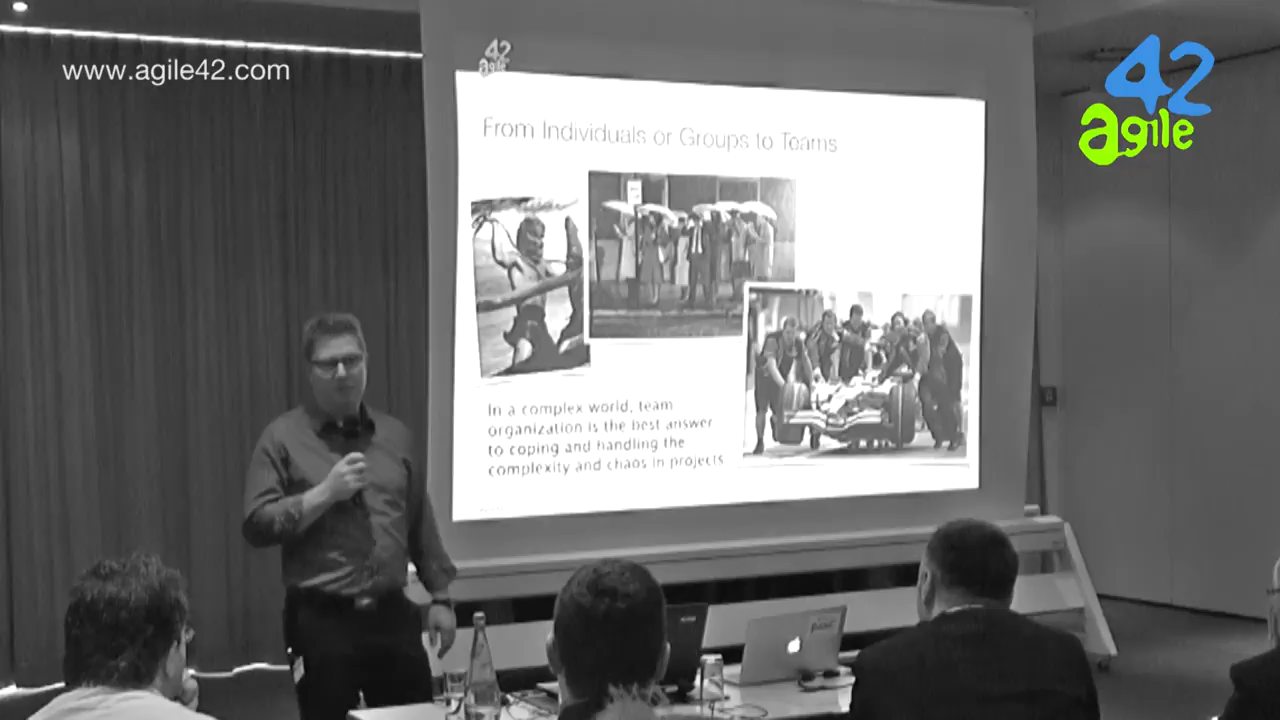 www.agile42.com
42
agile
42
agile
From Individuals or Groups to Teams
In a complex world, team
organization is the best answer
to coping and handling the
complexity and chaos in projects